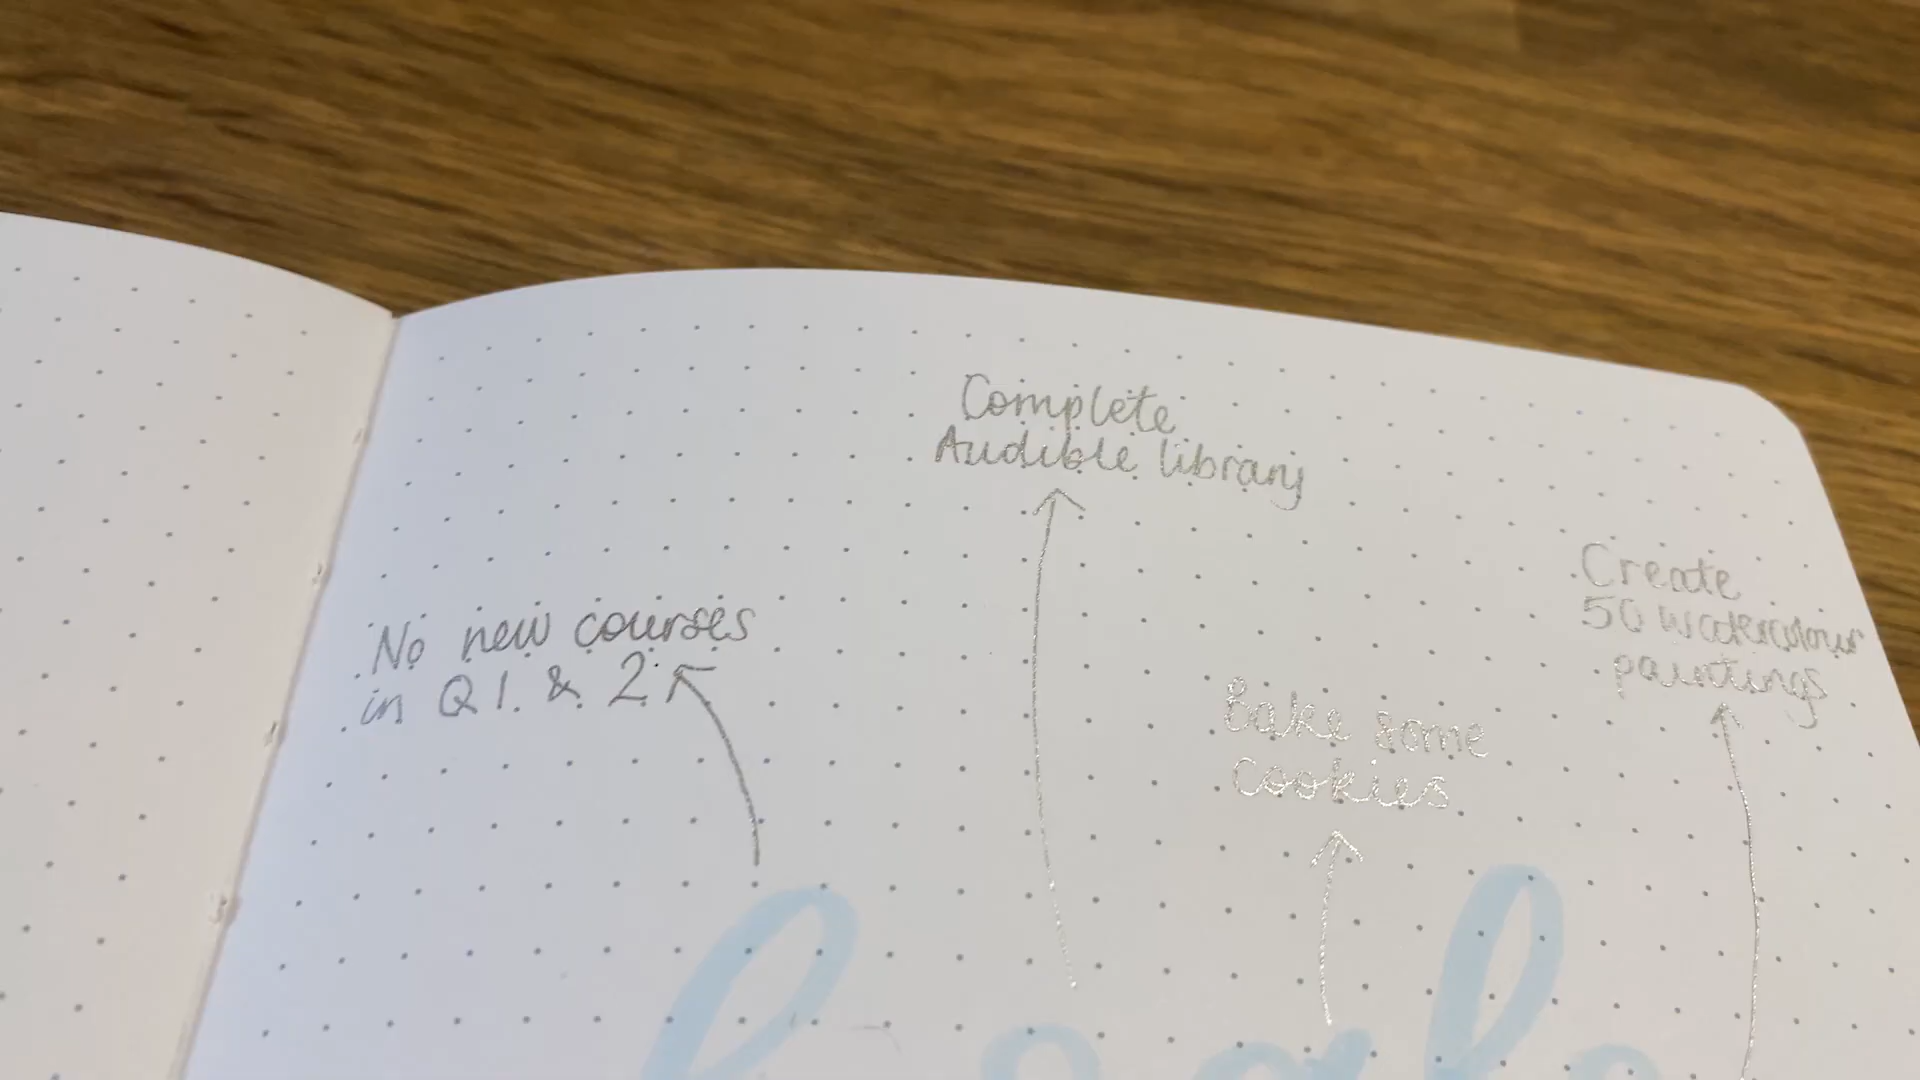 Complete
Audible library
Create
50 watercolour
paintings
No new courses
in Q1 & 2
Bake some
cookies